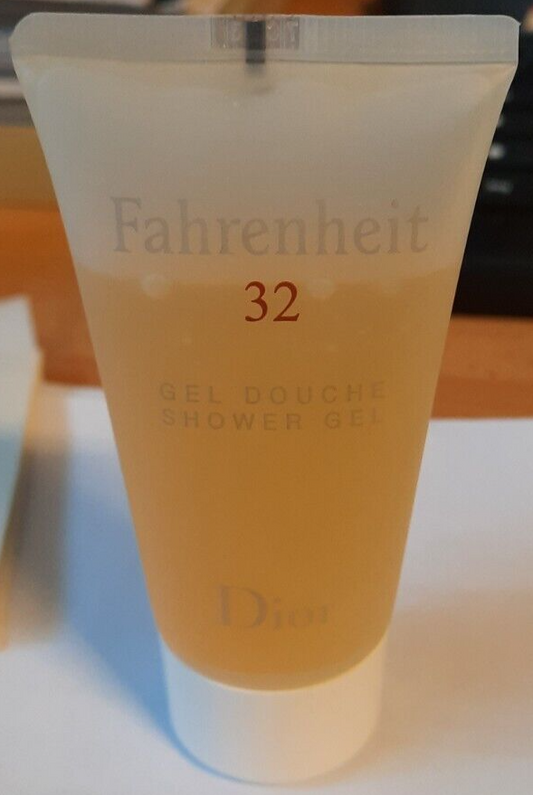 Fahrenheit
32
GEL DOUCHE
SHOWER GEL
Dior